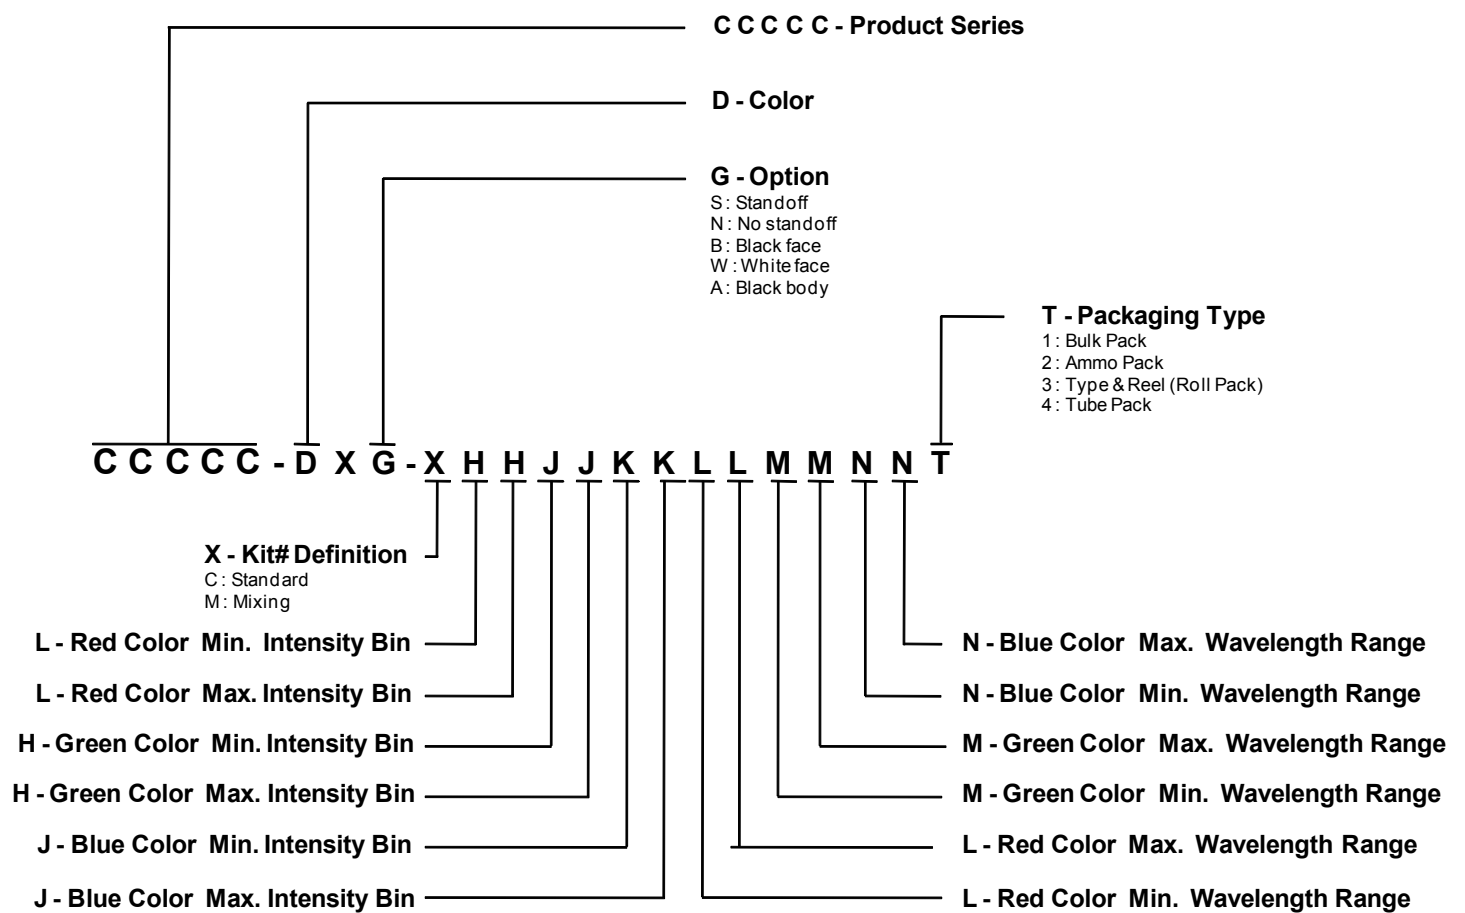 C C C C C - Product Series
D - Color
G - Option
S : Standoff
N : No standoff
B : Black face
W : White face
A : Black body
T - Packaging Type
1 : Bulk Pack
2 : Ammo Pack
3 : Type & Reel (Roll Pack)
4 : Tube Pack
C C C C C - D X G - X H H J J K K L L M M N N T
X - Kit# Definition
C : Standard
M : Mixing
L - Red Color Min. Intensity Bin
L - Red Color Max. Intensity Bin
H - Green Color Min. Intensity Bin
H - Green Color Max. Intensity Bin
J - Blue Color Min. Intensity Bin
J - Blue Color Max. Intensity Bin
N - Blue Color Max. Wavelength Range
N - Blue Color Min. Wavelength Range
M - Green Color Max. Wavelength Range
M - Green Color Min. Wavelength Range
L - Red Color Max. Wavelength Range
L - Red Color Min. Wavelength Range